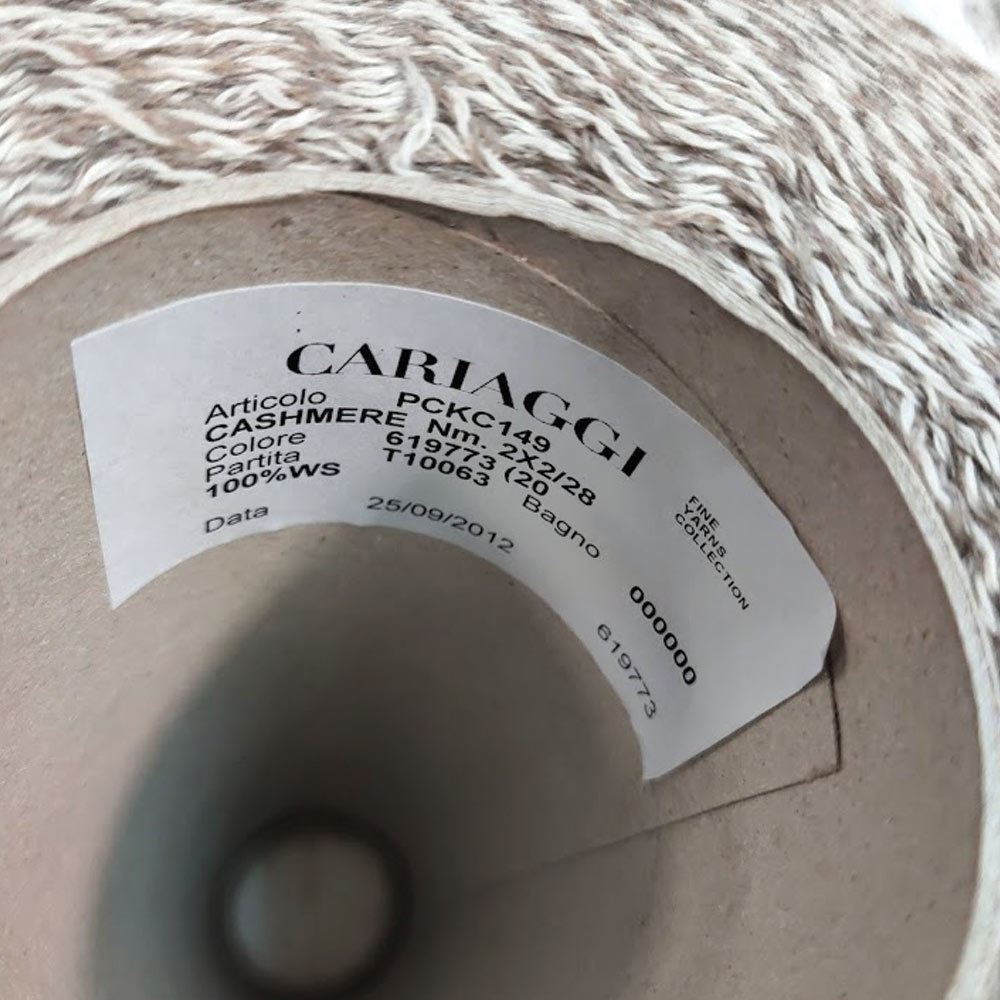 CARIAGGI
Articolo PCKC149
CASHMERE Nm. 2X2/28
Colore 619773 (20
Partita T10063 Bagno 000000
100%WS
Data 25/09/2012 619773
FINE
YARNS
COLLECTION